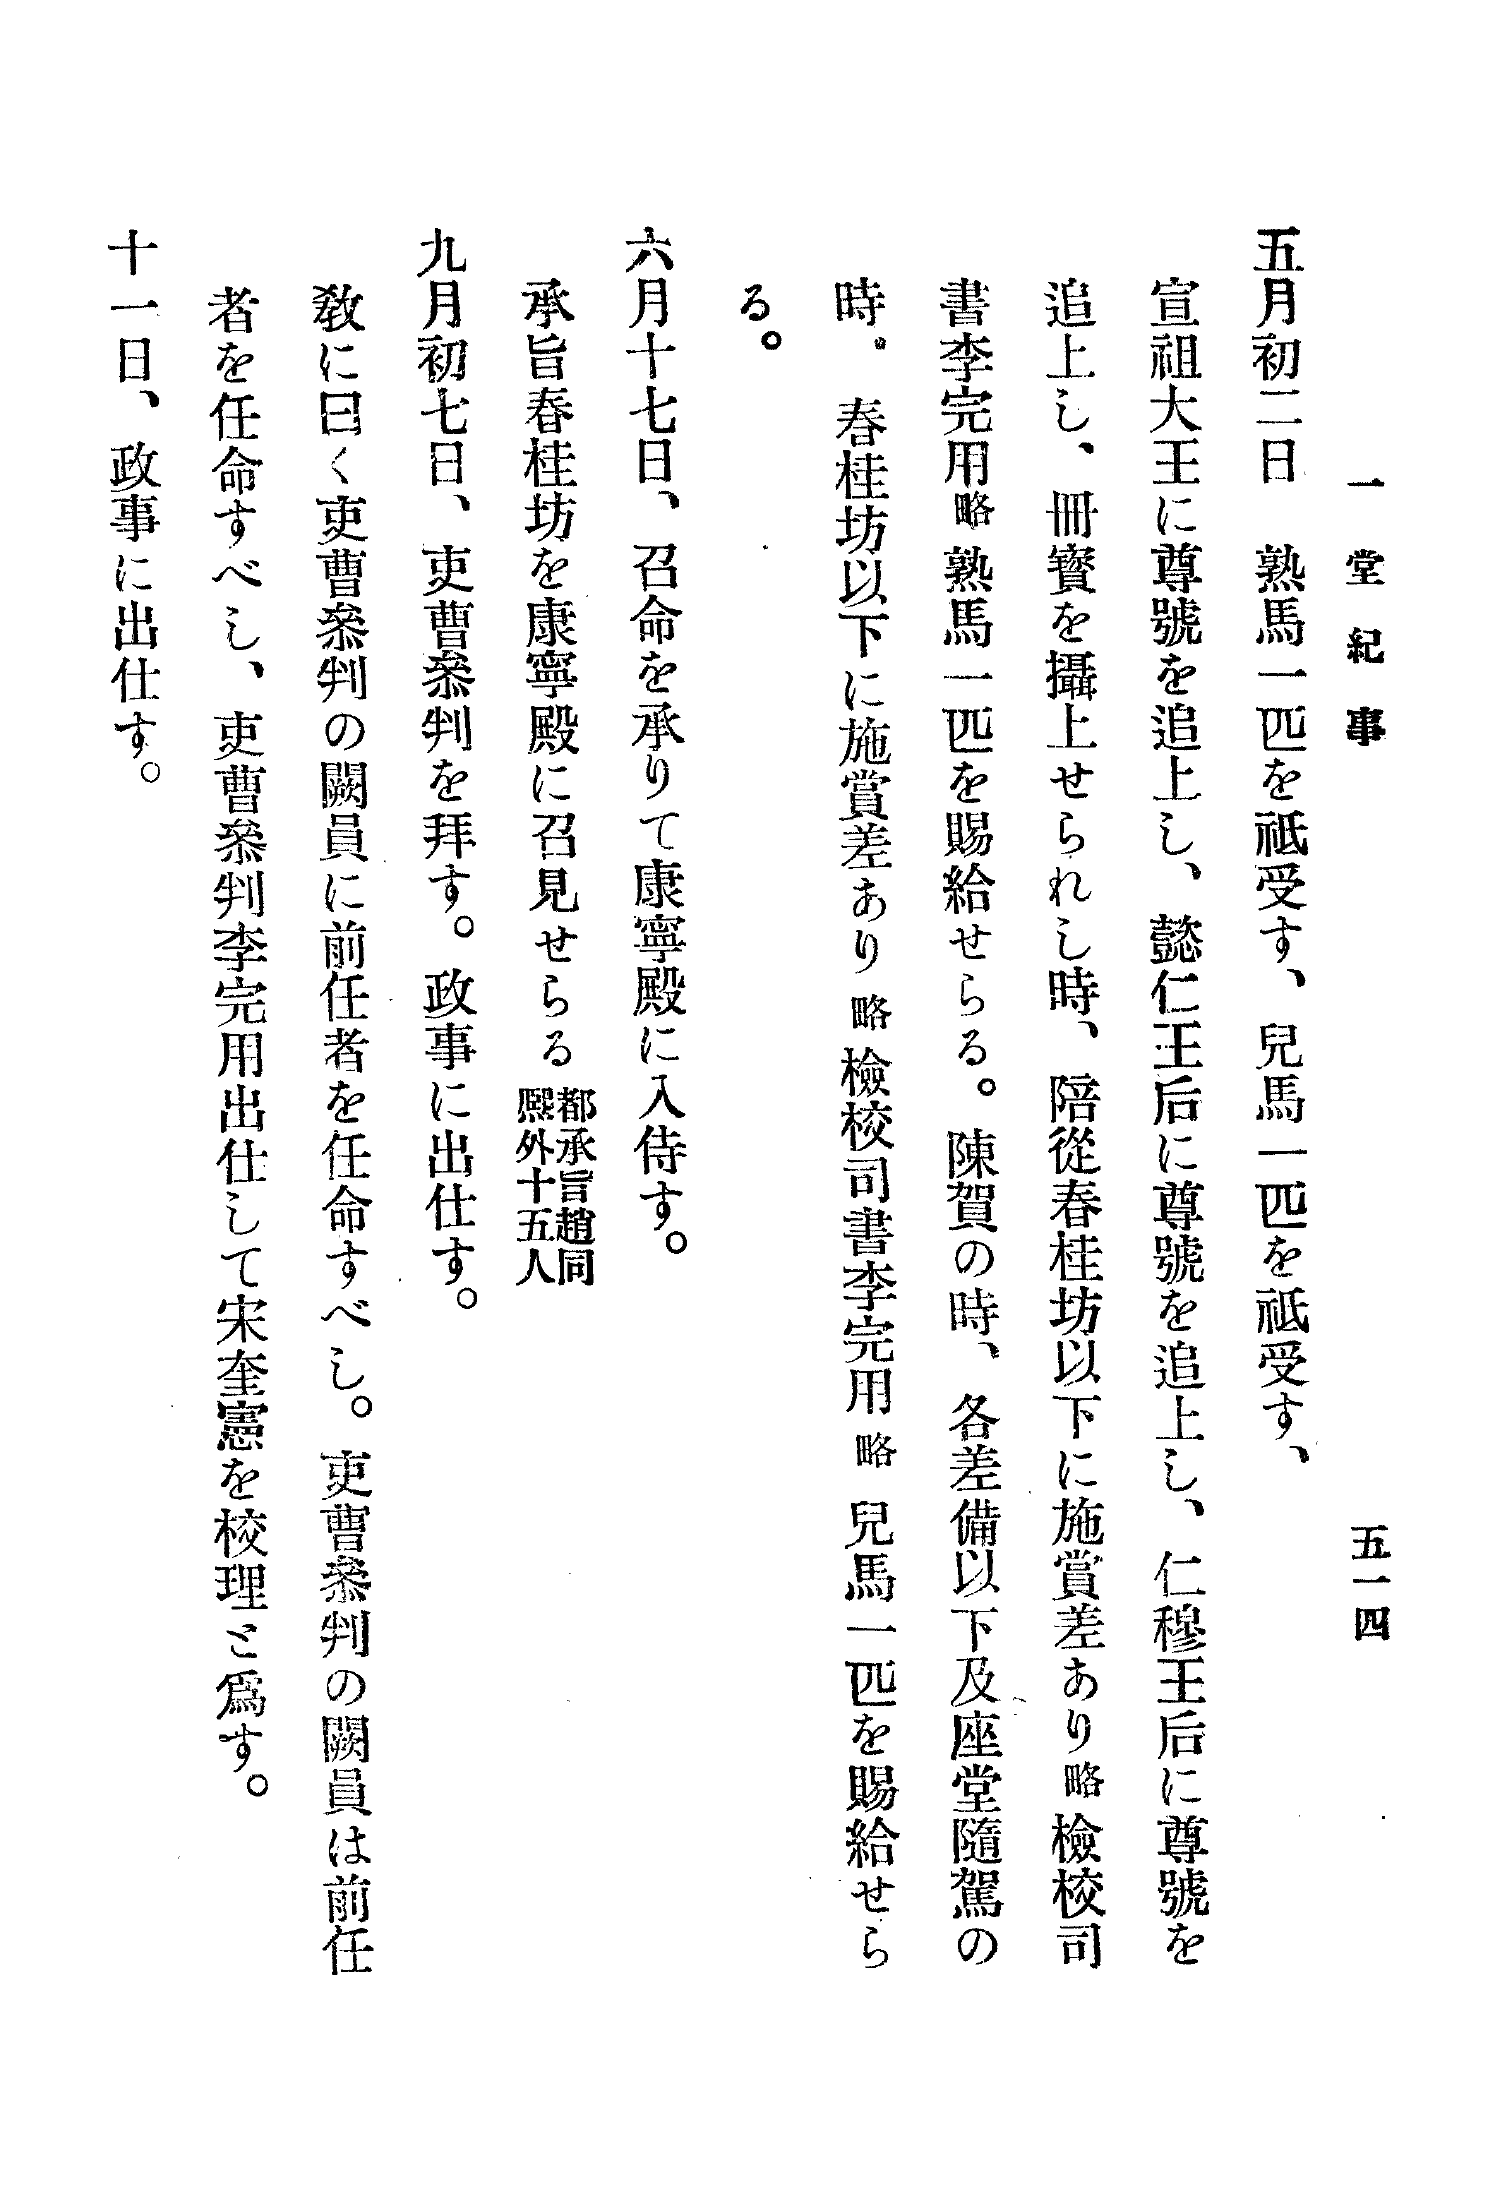 一堂紀事
五一四
五月初二日　熟馬一匹を祗受す、兒馬一匹を祗受す、
宣祖大王に尊號を追上し、懿仁王后に尊號を追上し、仁穆王后に尊號を
追上し、冊寳を攝上せられし時、陪從春桂坊以下に施賞差あり略檢校司
書李完用略熟馬一匹を賜給せらる。陳賀の時、各差備以下及座堂隨駕の
時。　春桂坊以下に施賞差あり略檢校司書李完用略兒馬一匹を賜給せら
る。
六月十七日、召命を承りて康寧殿に入侍す。
承旨春桂坊を康寧殿に召見せらる都承旨趙同熙外十五人
九月初七日、吏曹叅判を拜す。政事に出仕す。
敎に曰く吏曹叅判の闕員に前任者を任命すべし。吏曹叅判の闕員は前任
者を任命すべし、吏曹叅判李完用出仕して宋奎憲を校理と爲す。
十一日、政事に出仕す。